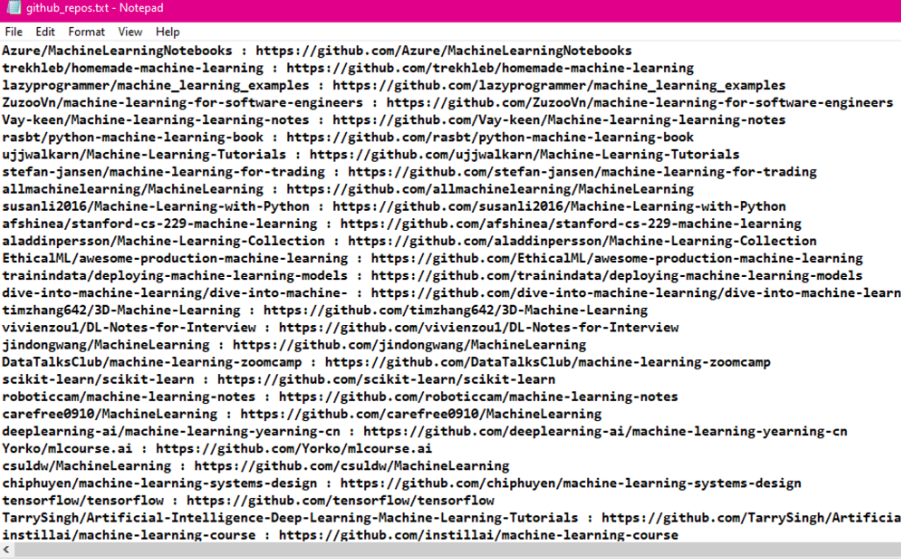 github_repos.txt - Notepad
File Edit Format View Help
Azure/MachineLearningNotebooks : https://github.com/Azure/MachineLearningNotebooks
trekhleb/homemade-machine-learning : https://github.com/trekhleb/homemade-machine-learning
lazyprogrammer/machine_learning_examples : https://github.com/lazyprogrammer/machine_learning_examples
ZuzooVn/machine-learning-for-software-engineers : https://github.com/ZuzooVn/machine-learning-for-software-engineers
Vay-keen/Machine-learning-learning-notes : https://github.com/Vay-keen/Machine-learning-learning-notes
rasbt/python-machine-learning-book : https://github.com/rasbt/python-machine-learning-book
ujjwalkarn/Machine-Learning-Tutorials : https://github.com/ujjwalkarn/Machine-Learning-Tutorials
stefan-jansen/machine-learning-for-trading : https://github.com/stefan-jansen/machine-learning-for-trading
allmachinelearning/MachineLearning : https://github.com/allmachinelearning/MachineLearning
susanli2016/Machine-Learning-with-Python : https://github.com/susanli2016/Machine-Learning-with-Python
afshinea/stanford-cs-229-machine-learning : https://github.com/afshinea/stanford-cs-229-machine-learning
aladdinpersson/Machine-Learning-Collection : https://github.com/aladdinpersson/Machine-Learning-Collection
EthicalML/awesome-production-machine-learning : https://github.com/EthicalML/awesome-production-machine-learning
trainindata/deploying-machine-learning-models : https://github.com/trainindata/deploying-machine-learning-models
dive-into-machine-learning/dive-into-machine- : https://github.com/dive-into-machine-learning/dive-into-machine-learn
timzhang642/3D-Machine-Learning : https://github.com/timzhang642/3D-Machine-Learning
vivienzou1/DL-Notes-for-Interview : https://github.com/vivienzou1/DL-Notes-for-Interview
jindongwang/MachineLearning : https://github.com/jindongwang/MachineLearning
DataTalksClub/machine-learning-zoomcamp : https://github.com/DataTalksClub/machine-learning-zoomcamp
scikit-learn/scikit-learn : https://github.com/scikit-learn/scikit-learn
roboticcam/machine-learning-notes : https://github.com/roboticcam/machine-learning-notes
carefree0910/MachineLearning : https://github.com/carefree0910/MachineLearning
deeplearning-ai/machine-learning-yearning-cn : https://github.com/deeplearning-ai/machine-learning-yearning-cn
Yorko/mlcourse.ai : https://github.com/Yorko/mlcourse.ai
csuldw/MachineLearning : https://github.com/csuldw/MachineLearning
chiphuyen/machine-learning-systems-design : https://github.com/chiphuyen/machine-learning-systems-design
tensorflow/tensorflow : https://github.com/tensorflow/tensorflow
TarrySingh/Artificial-Intelligence-Deep-Learning-Machine-Learning-Tutorials : https://github.com/TarrySingh/Artificia
instillai/machine-learning-course : https://github.com/instillai/machine-learning-course